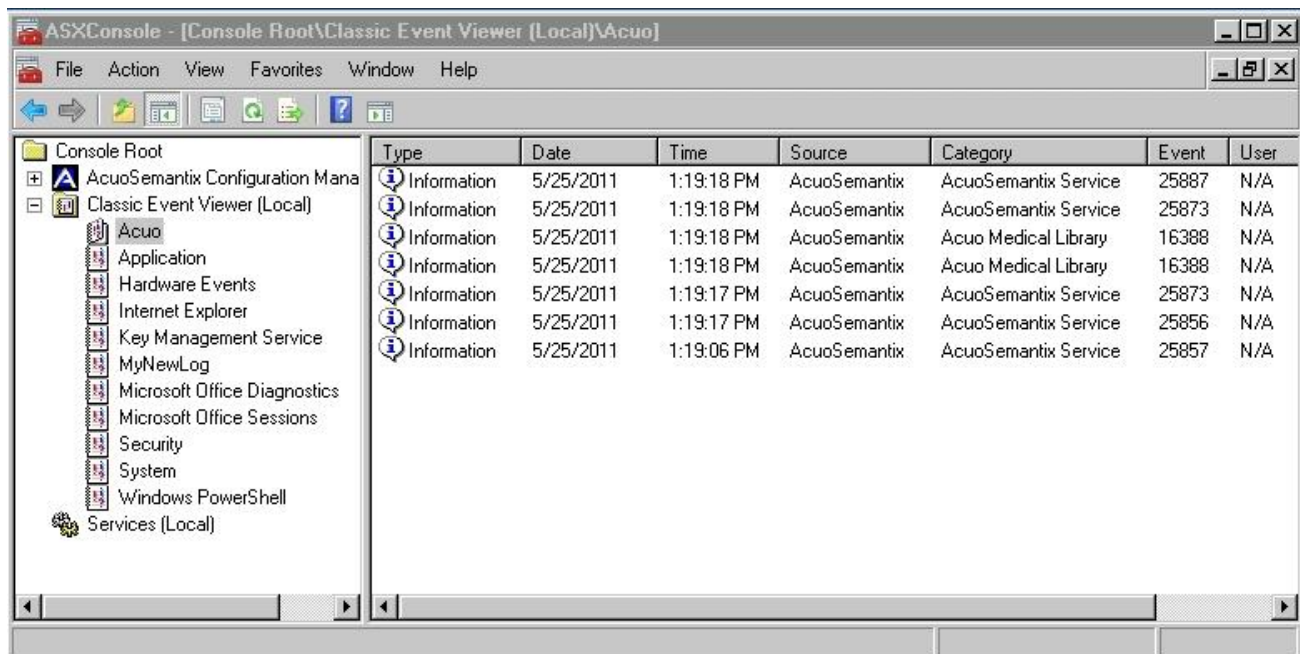 ASXConsole - [Console Root\Classic Event Viewer (Local)\Acuo]
File Action View Favorites Window Help
Console Root
AcuoSemantix Configuration Mana
Classic Event Viewer (Local)
Acuo
Application
Hardware Events
Internet Explorer
Key Management Service
MyNewLog
Microsoft Office Diagnostics
Microsoft Office Sessions
Security
System
Windows PowerShell
Services (Local)
Type Date Time Source Category Event User
Information 5/25/2011 1:19:18 PM AcuoSemantix AcuoSemantix Service 25887 N/A
Information 5/25/2011 1:19:18 PM AcuoSemantix AcuoSemantix Service 25873 N/A
Information 5/25/2011 1:19:18 PM AcuoSemantix Acuo Medical Library 16388 N/A
Information 5/25/2011 1:19:18 PM AcuoSemantix Acuo Medical Library 16388 N/A
Information 5/25/2011 1:19:17 PM AcuoSemantix AcuoSemantix Service 25873 N/A
Information 5/25/2011 1:19:17 PM AcuoSemantix AcuoSemantix Service 25856 N/A
Information 5/25/2011 1:19:06 PM AcuoSemantix AcuoSemantix Service 25857 N/A